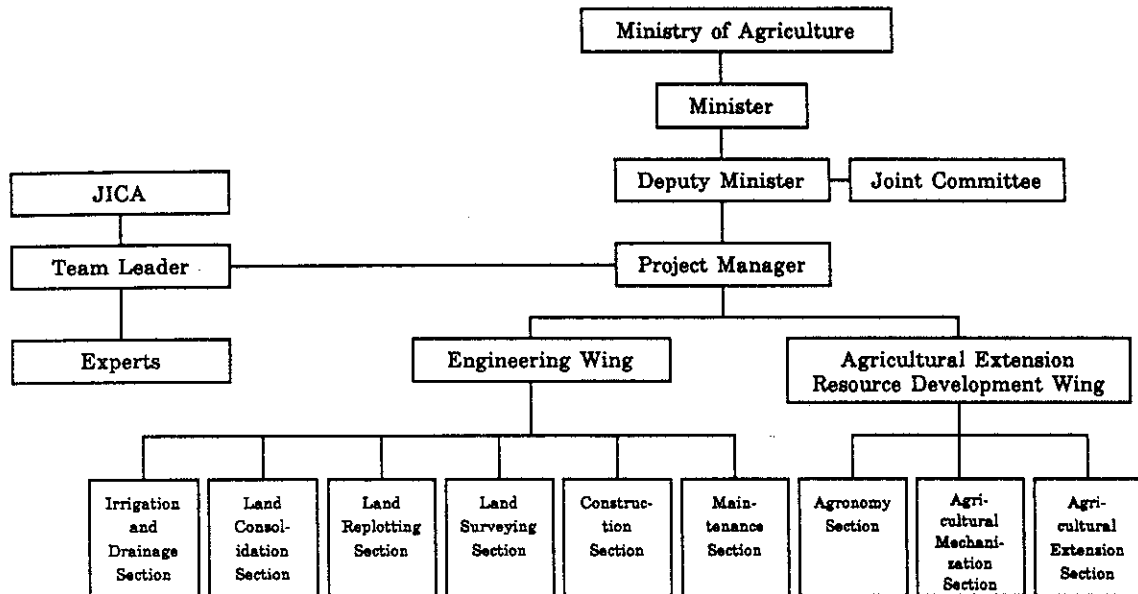 Ministry of Agriculture
Minister
Deputy Minister
Joint Committee
JICA
Team Leader
Project Manager
Experts
Engineering Wing
Agricultural Extension
Resource Development Wing
Irrigation
and
Drainage
Section
Land
Consol-
idation
Section
Land
Replotting
Section
Land
Surveying
Section
Construc-
tion
Section
Main-
tenance
Section
Agronomy
Section
Agri-
cultural
Mechani-
zation
Section
Agri-
cultural
Extension
Section